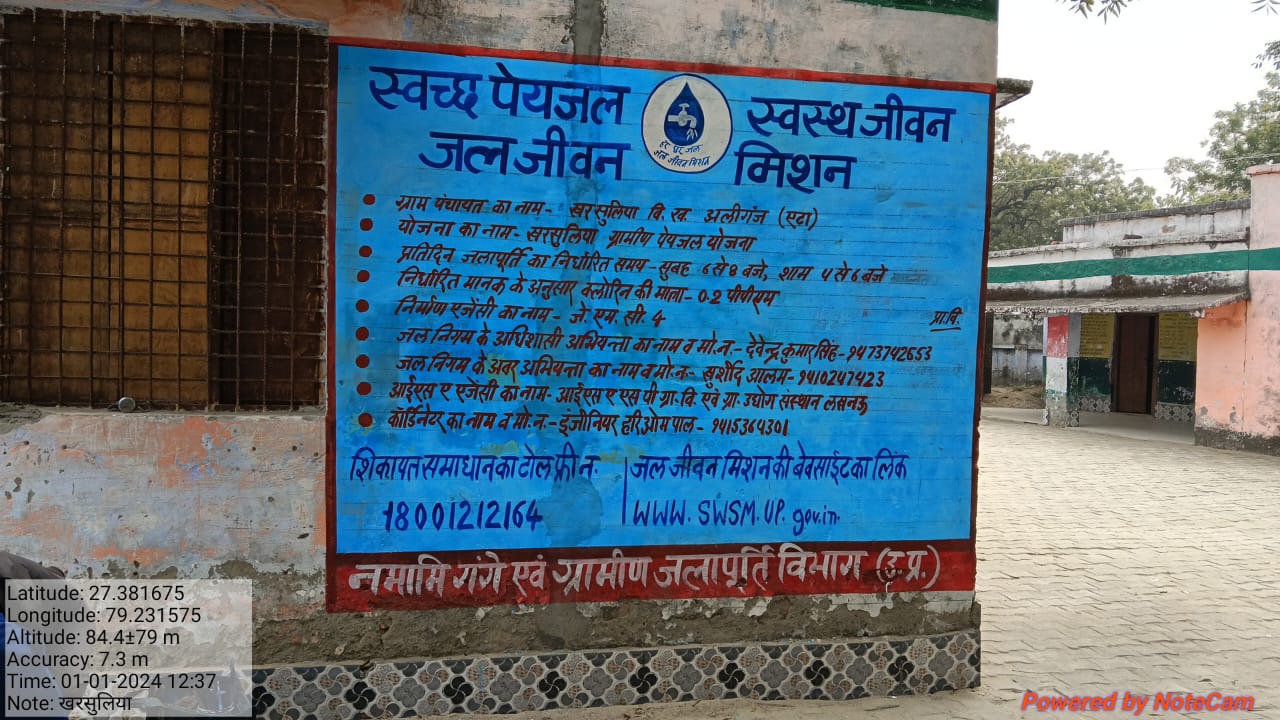 स्वच्छ पेयजल स्वस्थ जीवन
जल जीवन मिशन
हर घर जल
जल जीवन मिशन
ग्राम पंचायत का नाम- खरसुलिया वि. ख. अलीगंज (एटा)
योजना का नाम- खरसुलिया ग्रामीण पेयजल योजना
प्रतिदिन जलापूर्ति का निर्धारित समय- सुबह 6 से 8 बजे, शाम 4 से 6 बजे
निर्धारित मानक के अनुसार क्लोरिन की मात्रा- 0.2 पीपीएम
निर्माण एजेंसी का नाम - जे. एम. सी. 4
प्रा.वि.
जल निगम के अधिशासी अभियन्ता का नाम व मो.न.- देवेन्द्र कुमार सिंह- 9473742653
जल निगम के अवर अभियन्ता का नाम व मो.न- खुर्शीद आलम- 9410247423
आईएस ए एजेंसी का नाम- आईएस ए एस पी ग्रा. वि. एवं ग्रा. उद्योग संस्थान लखनऊ
कॉर्डिनेटर का नाम व मो.न.- इंजीनियर हरिओम पाल- 9415364301
शिकायत समाधान का टोल फ्री न.
18001212164
जल जीवन मिशन की बेवसाईट का लिंक
WWW. SWSM. UP. gov.in.
नमामि गंगे एवं ग्रामीण जलापूर्ति विभाग (उ.प्र.)
Latitude: 27.381675
Longitude: 79.231575
Altitude: 84.4±79 m
Accuracy: 7.3 m
Time: 01-01-2024 12:37
Note: खरसुलिया
Powered by NoteCam